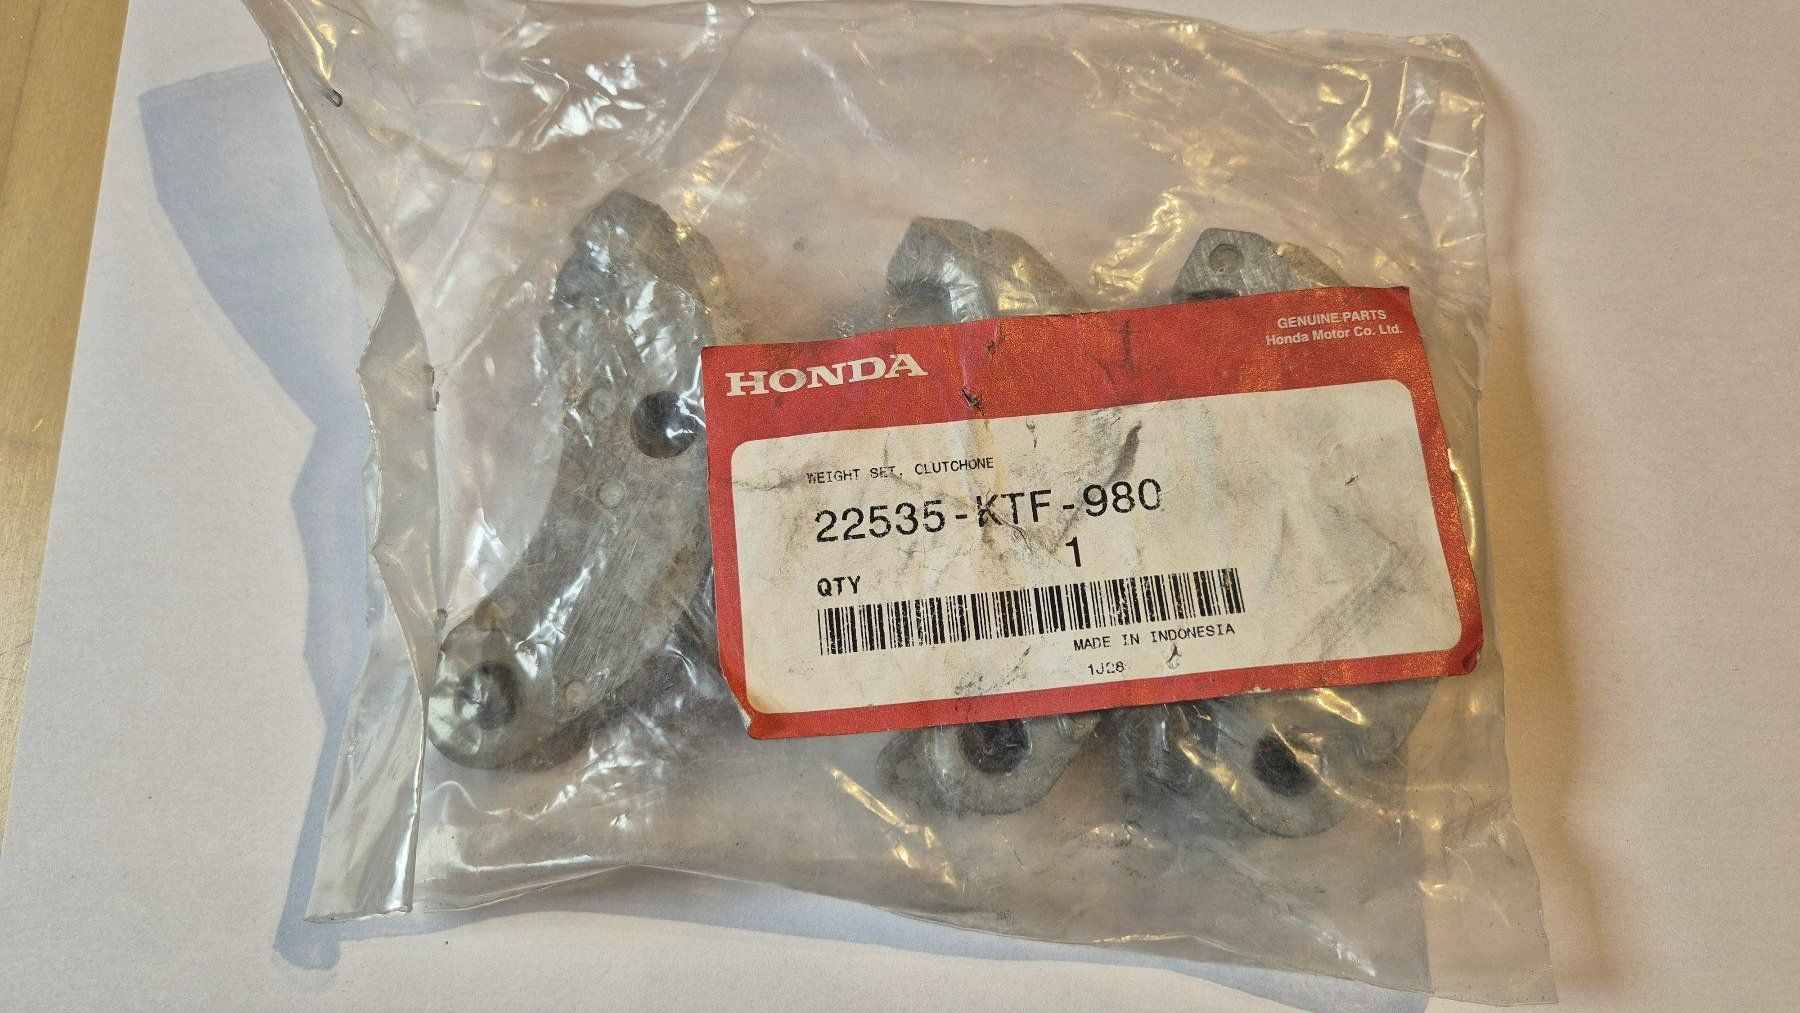 HONDA
GENUINE PARTS
Honda Motor Co. Ltd.
WEIGHT SET, CLUTCHONE
22535-KTF-980
1
QTY
MADE IN INDONESIA
1J28